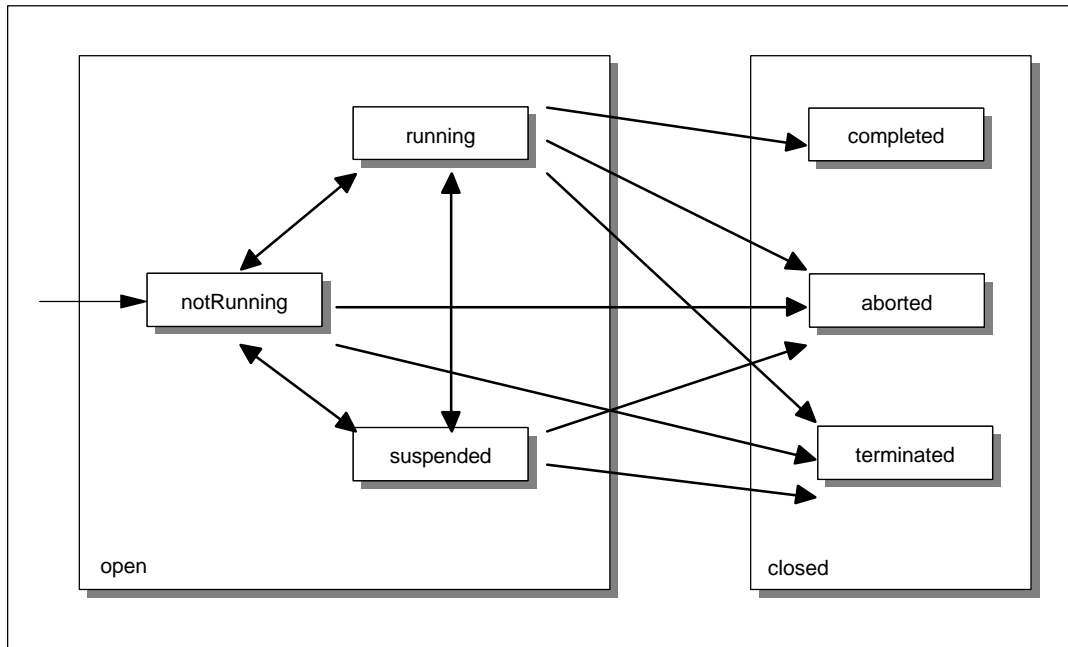 running
completed
notRunning
aborted
suspended
terminated
open
closed